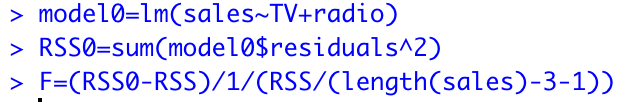 > model0=lm(sales~TV+radio)
> RSS0=sum(model0$residuals^2)
> F=(RSS0-RSS)/1/(RSS/(length(sales)-3-1))